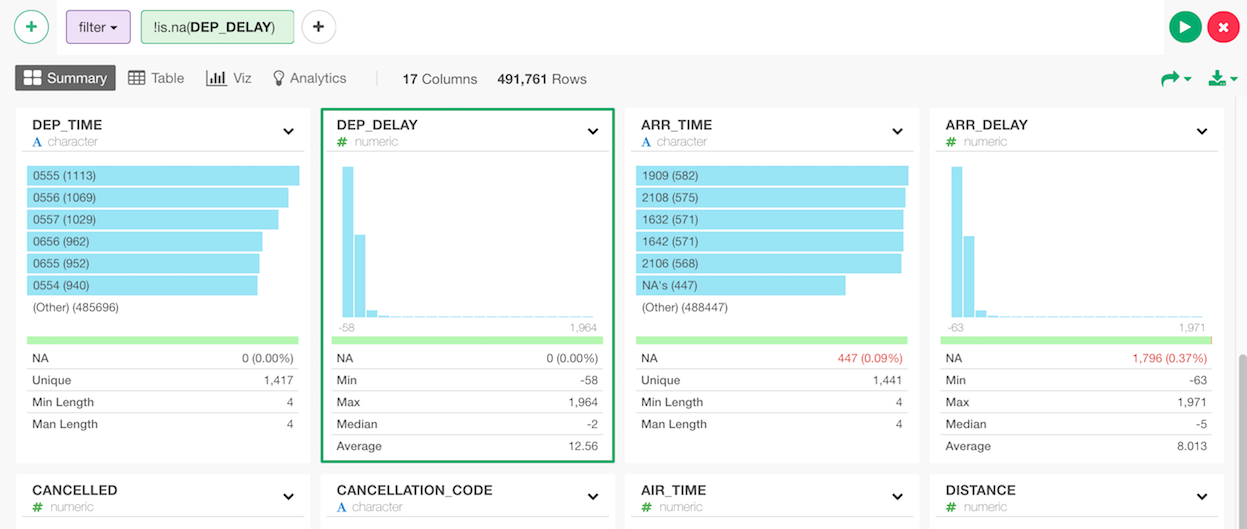 + filter !is.na(DEP_DELAY) +
Summary Table Viz Analytics 17 Columns 491,761 Rows
DEP_TIME
A character
0555 (1113)
0556 (1069)
0557 (1029)
0656 (962)
0655 (952)
0554 (940)
(Other) (485696)
NA 0 (0.00%)
Unique 1,417
Min Length 4
Man Length 4
DEP_DELAY
# numeric
-58 1,964
NA 0 (0.00%)
Min -58
Max 1,964
Median -2
Average 12.56
ARR_TIME
A character
1909 (582)
2108 (575)
1632 (571)
1642 (571)
2106 (568)
NA's (447)
(Other) (488447)
NA 447 (0.09%)
Unique 1,441
Min Length 4
Man Length 4
ARR_DELAY
# numeric
-63 1,971
NA 1,796 (0.37%)
Min -63
Max 1,971
Median -5
Average 8.013
CANCELLED
# numeric
CANCELLATION_CODE
A character
AIR_TIME
# numeric
DISTANCE
# numeric